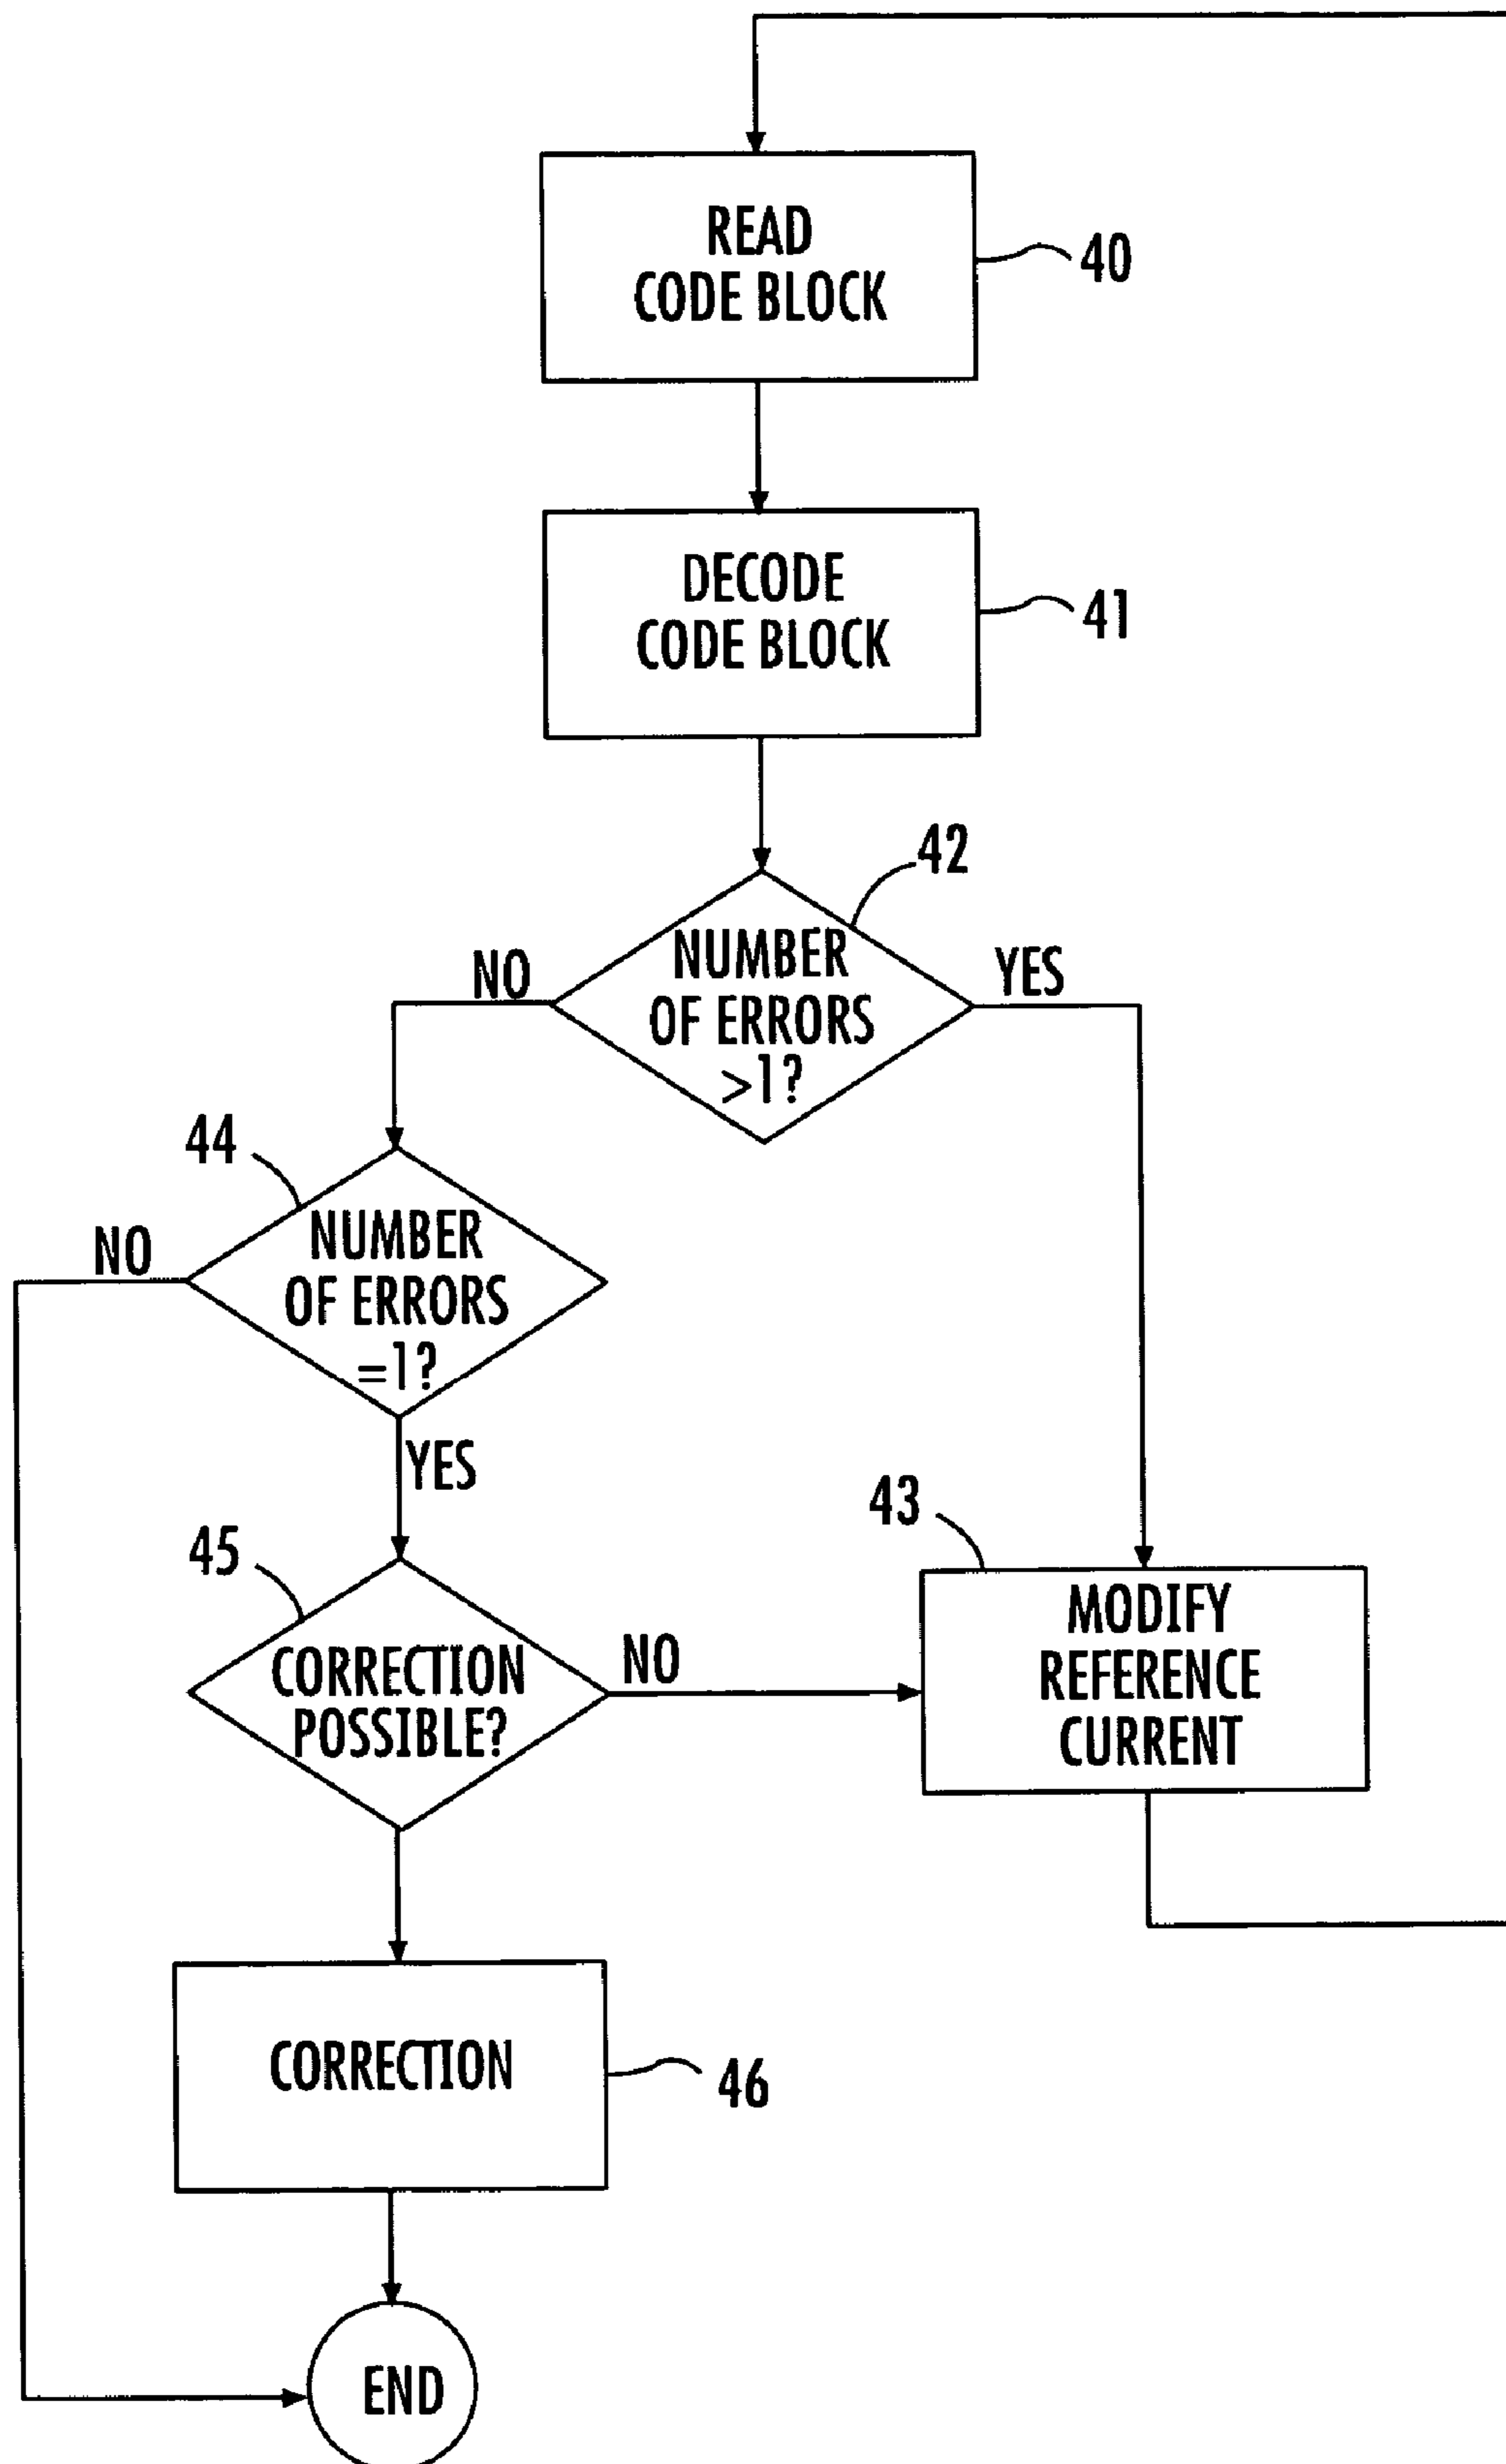 READ
CODE BLOCK
40
DECODE
CODE BLOCK
41
42
NUMBER
OF ERRORS
>1?
NO
YES
44
NUMBER
OF ERRORS
=1?
NO
YES
45
CORRECTION
POSSIBLE?
NO
43
MODIFY
REFERENCE
CURRENT
CORRECTION
46
END